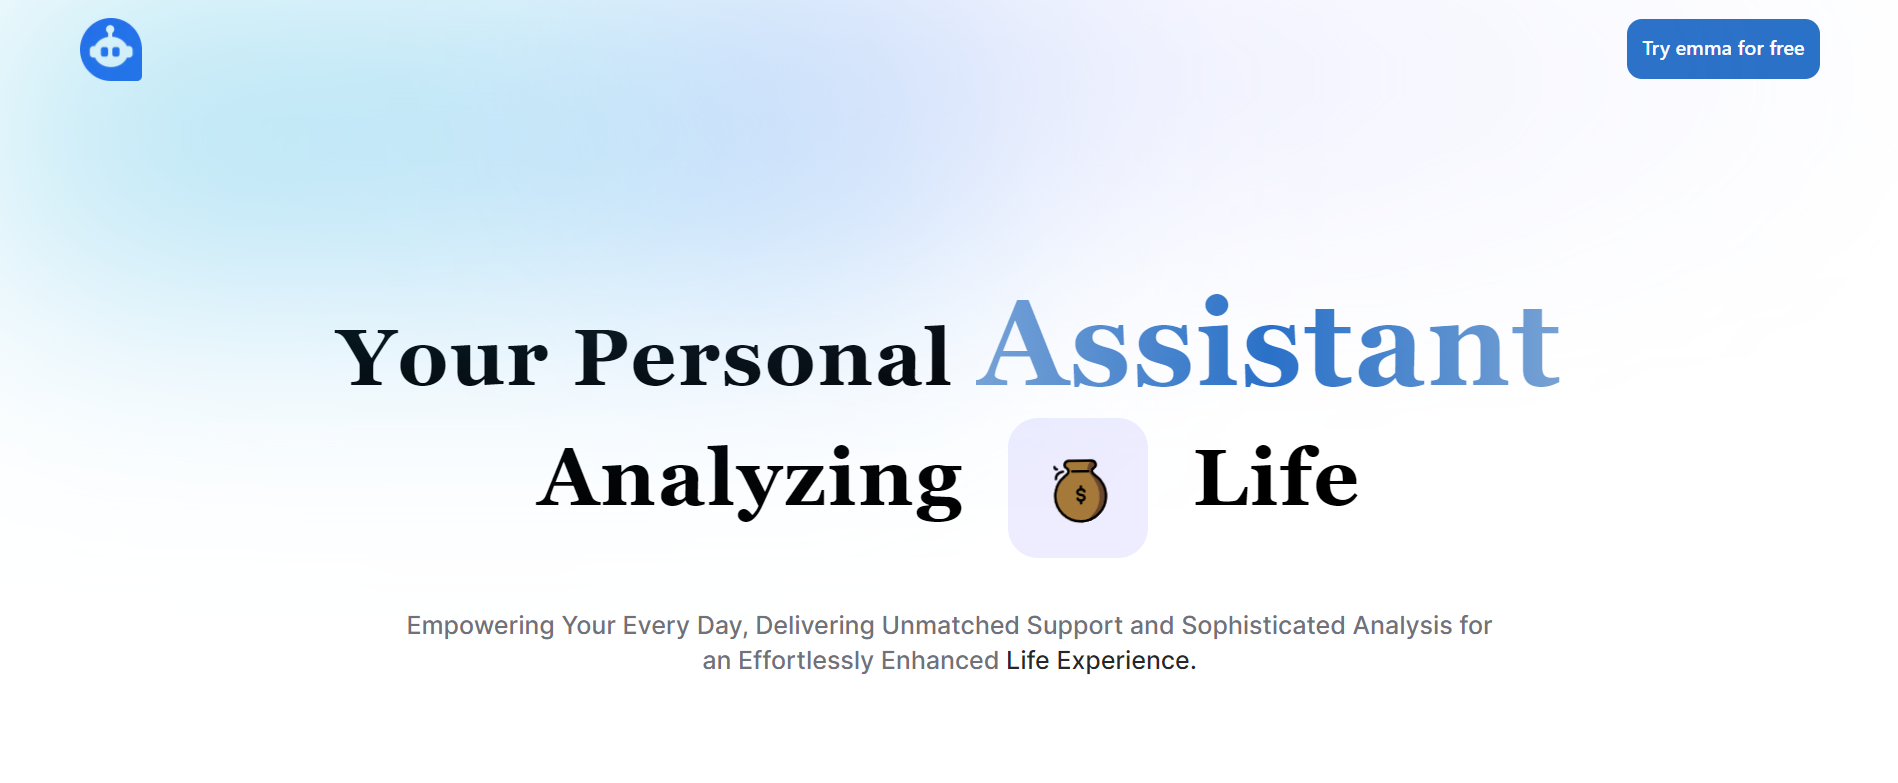 Try emma for free
Your Personal Assistant
Analyzing $ Life
Empowering Your Every Day, Delivering Unmatched Support and Sophisticated Analysis for
an Effortlessly Enhanced Life Experience.